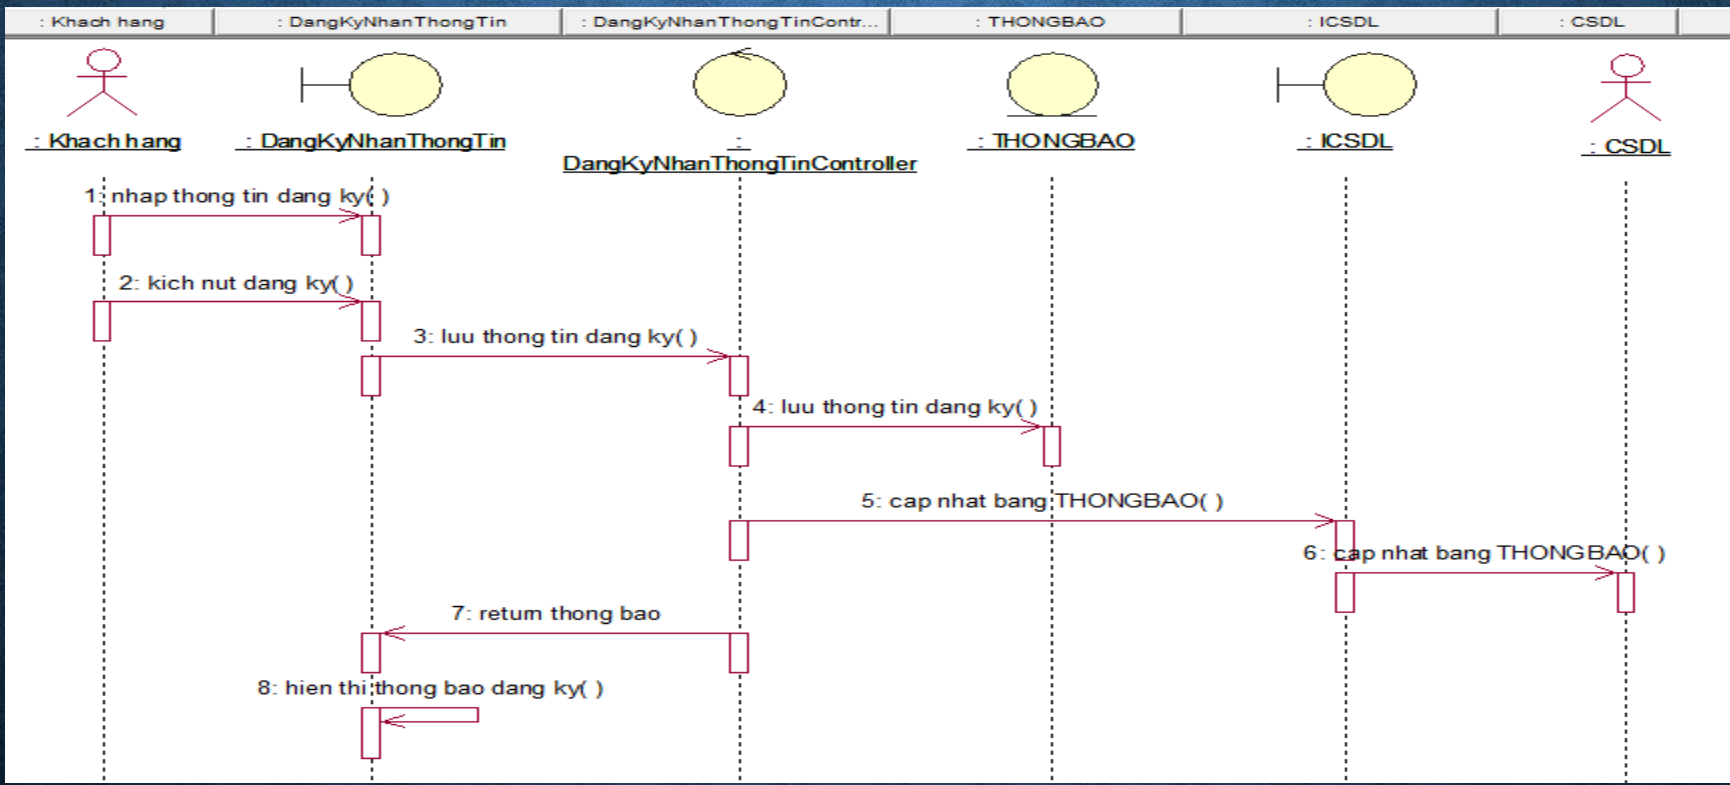 : Khach hang
: DangKyNhanThongTin
: DangKyNhanThongTinContr...
: THONGBAO
: ICSDL
: CSDL
: Khach hang
: DangKyNhanThongTin
:
DangKyNhanThongTinController
: THONGBAO
: ICSDL
: CSDL
1: nhap thong tin dang ky( )
2: kich nut dang ky( )
3: luu thong tin dang ky( )
4: luu thong tin dang ky( )
5: cap nhat bang THONGBAO( )
6: cap nhat bang THONGBAO( )
7: return thong bao
8: hien thi thong bao dang ky( )